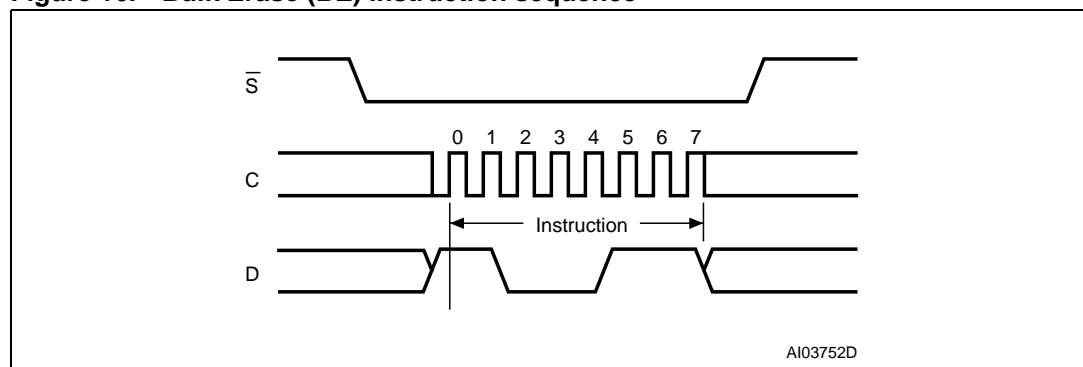 Bulk Erase (BE) instruction sequence
S̅
0 1 2 3 4 5 6 7
C
Instruction
D
AI03752D